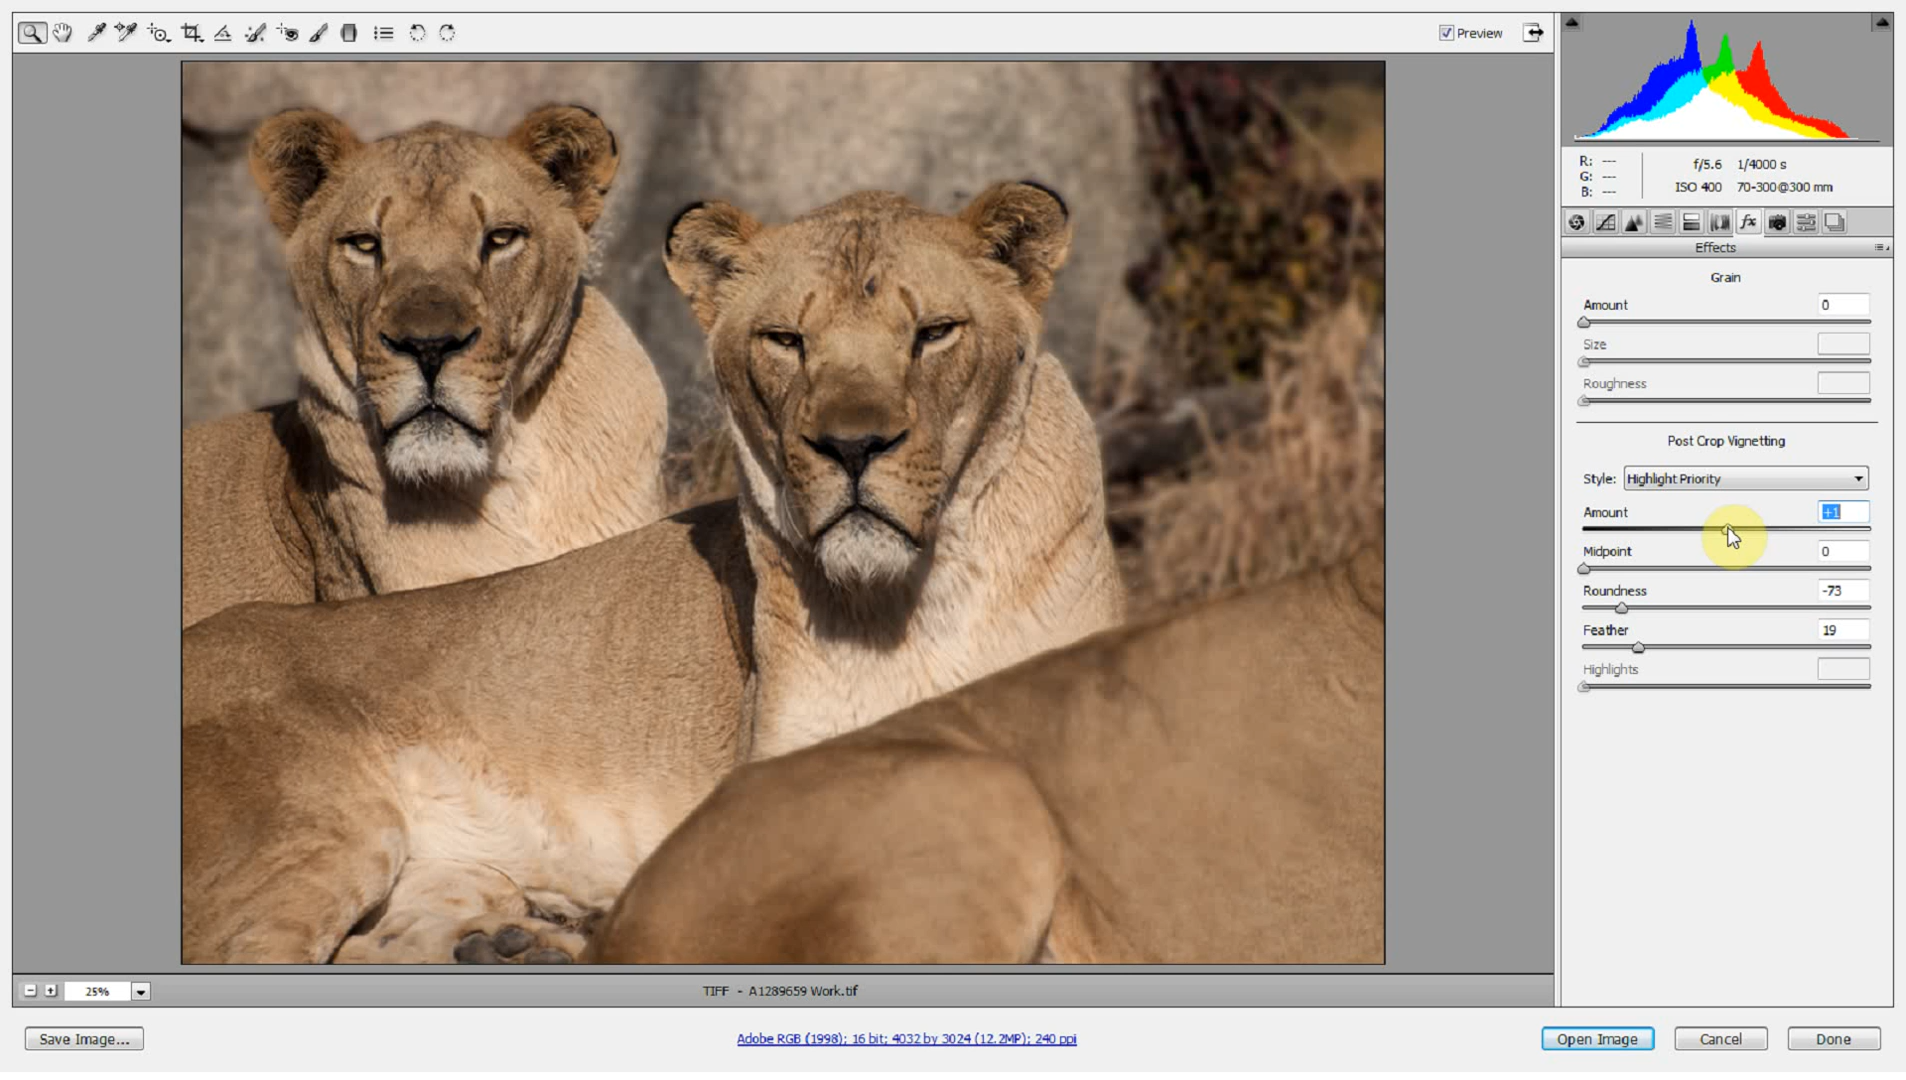 Preview
R: ---
G: ---
B: ---
f/5.6 1/4000 s
ISO 400 70-300@300 mm
fx
Effects
Grain
Amount 0
Size
Roughness
Post Crop Vignetting
Style: Highlight Priority
Amount +1
Midpoint 0
Roundness -73
Feather 19
Highlights
25%
TIFF - A1289659 Work.tif
Save Image...
Adobe RGB (1998); 16 bit; 4032 by 3024 (12.2MP); 240 ppi
Open Image
Cancel
Done